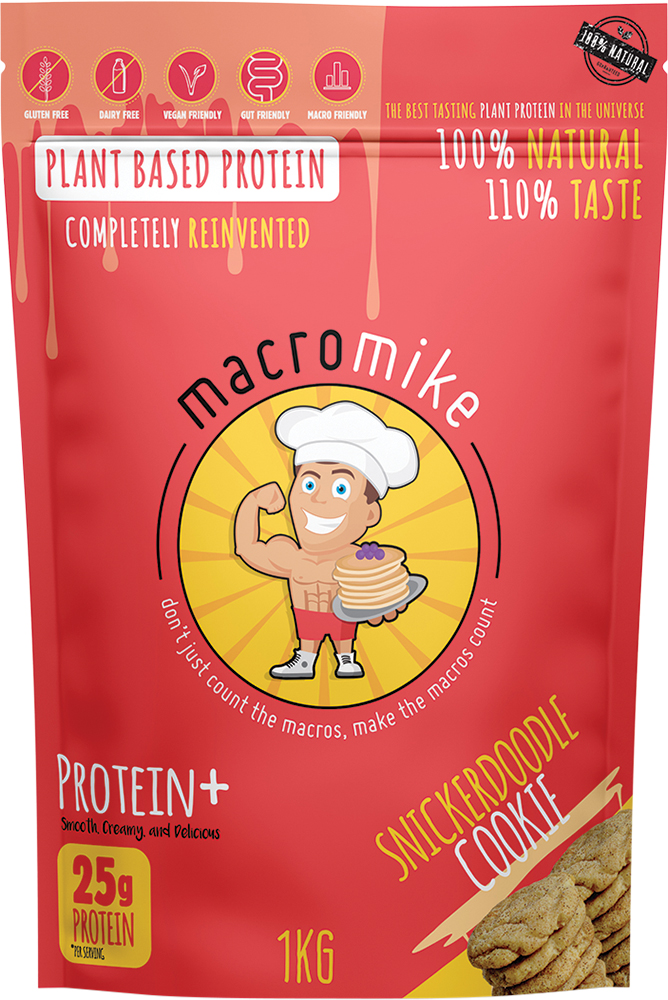 GLUTEN FREE
DAIRY FREE
VEGAN FRIENDLY
GUT FRIENDLY
MACRO FRIENDLY
100% NATURAL
GUARANTEED
THE BEST TASTING PLANT PROTEIN IN THE UNIVERSE
100% NATURAL
110% TASTE
PLANT BASED PROTEIN
COMPLETELY REINVENTED
macromike
don't just count the macros, make the macros count
PROTEIN+
Smooth, Creamy, and Delicious
25g
PROTEIN
*PER SERVING
SNICKERDOODLE
COOKIE
1KG